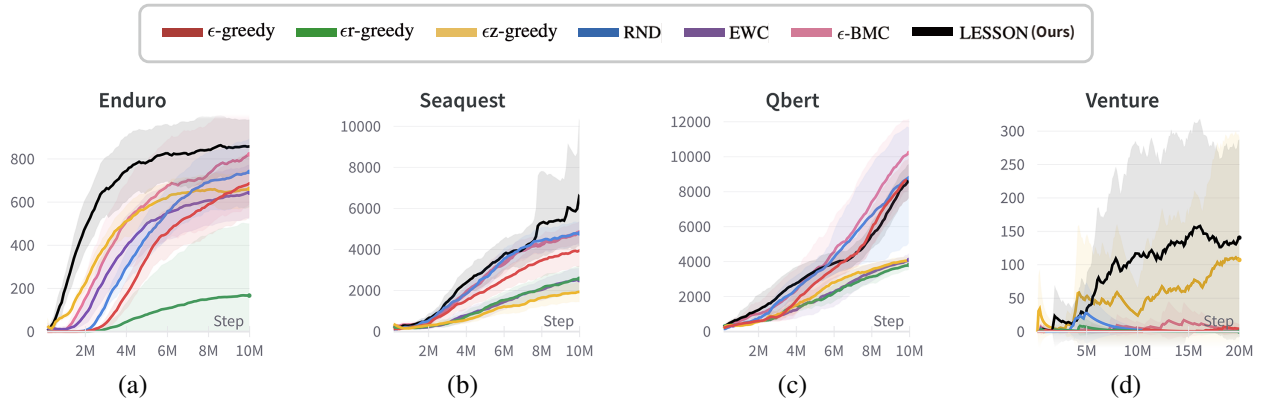 ϵ-greedy ϵr-greedy ϵz-greedy RND EWC ϵ-BMC LESSON (Ours)
Enduro Seaquest Qbert Venture
800
600
400
200
0
Step
2M 4M 6M 8M 10M
(a)
10000
8000
6000
4000
2000
0
Step
2M 4M 6M 8M 10M
(b)
12000
10000
8000
6000
4000
2000
0
Step
2M 4M 6M 8M 10M
(c)
300
250
200
150
100
50
0
Step
5M 10M 15M 20M
(d)